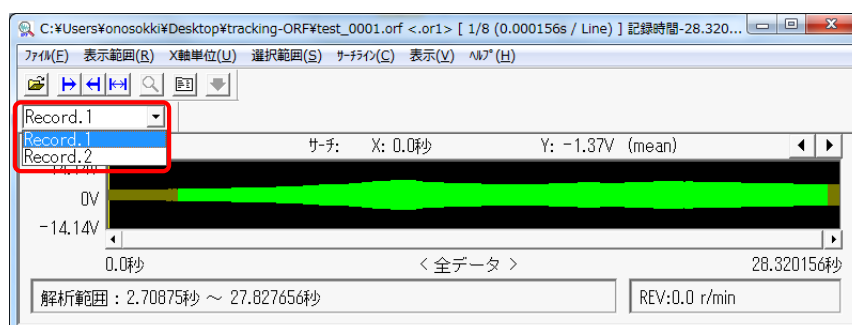 C:¥Users¥onosokki¥Desktop¥tracking-ORF¥test_0001.orf <.or1> [ 1/8 (0.000156s / Line) ] 記録時間-28.320...
ﾌｧｲﾙ(F) 表示範囲(R) X軸単位(U) 選択範囲(S) ｻｰﾁﾗｲﾝ(C) 表示(V) ﾍﾙﾌﾟ(H)
Record.1
Record.1
Record.2
ｻｰﾁ: X: 0.0秒 Y: -1.37V (mean)
0V
-14.14V
0.0秒 < 全データ > 28.320156秒
解析範囲 : 2.70875秒 ～ 27.827656秒 REV:0.0 r/min